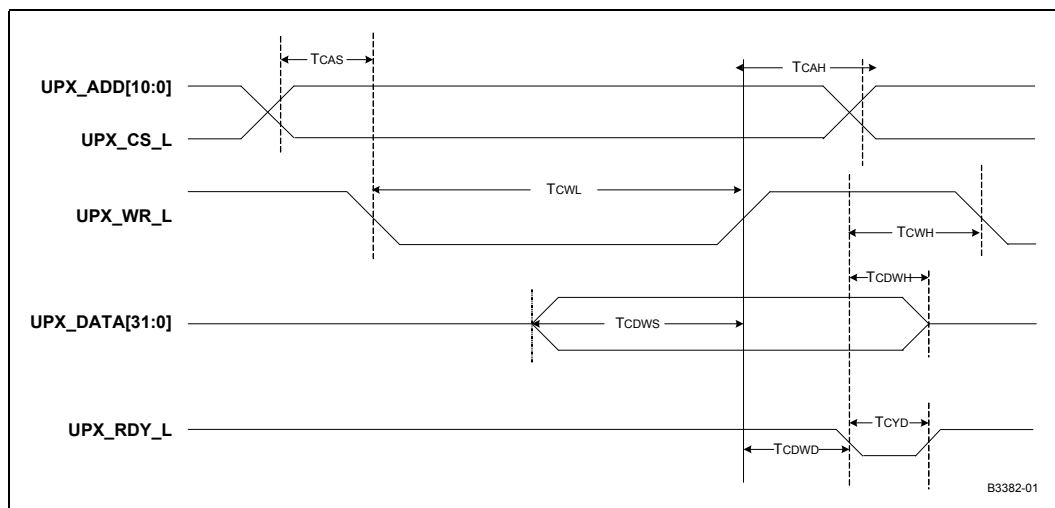 TCAS
TCAH
UPX_ADD[10:0]
UPX_CS_L
TCWL
UPX_WR_L
TCWH
TCDWH
UPX_DATA[31:0]
TCDWS
TCYD
UPX_RDY_L
TCDWD
B3382-01